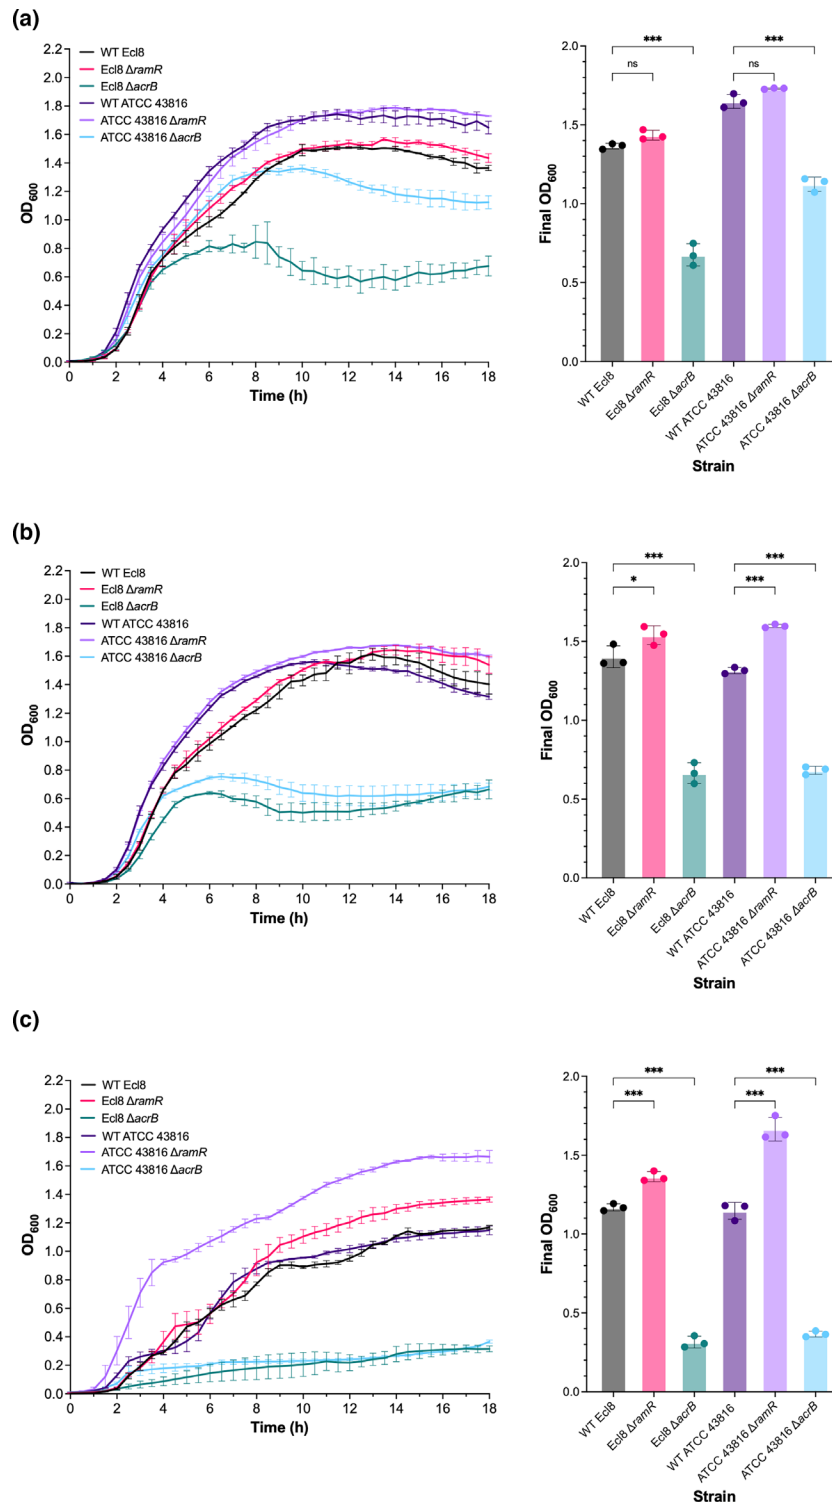 (a)
WT Ecl8
Ecl8 ΔramR
Ecl8 ΔacrB
WT ATCC 43816
ATCC 43816 ΔramR
ATCC 43816 ΔacrB
2.2
2.0
1.8
1.6
1.4
1.2
1.0
0.8
0.6
0.4
0.2
0.0
OD600
0 2 4 6 8 10 12 14 16 18
Time (h)
*** ***
ns ns
2.0
1.5
1.0
0.5
0.0
Final OD600
WT Ecl8
Ecl8 ΔramR
Ecl8 ΔacrB
WT ATCC 43816
ATCC 43816 ΔramR
ATCC 43816 ΔacrB
Strain
(b)
WT Ecl8
Ecl8 ΔramR
Ecl8 ΔacrB
WT ATCC 43816
ATCC 43816 ΔramR
ATCC 43816 ΔacrB
2.2
2.0
1.8
1.6
1.4
1.2
1.0
0.8
0.6
0.4
0.2
0.0
OD600
0 2 4 6 8 10 12 14 16 18
Time (h)
*** ***
* ***
2.0
1.5
1.0
0.5
0.0
Final OD600
WT Ecl8
Ecl8 ΔramR
Ecl8 ΔacrB
WT ATCC 43816
ATCC 43816 ΔramR
ATCC 43816 ΔacrB
Strain
(c)
WT Ecl8
Ecl8 ΔramR
Ecl8 ΔacrB
WT ATCC 43816
ATCC 43816 ΔramR
ATCC 43816 ΔacrB
2.2
2.0
1.8
1.6
1.4
1.2
1.0
0.8
0.6
0.4
0.2
0.0
OD600
0 2 4 6 8 10 12 14 16 18
Time (h)
*** ***
*** ***
2.0
1.5
1.0
0.5
0.0
Final OD600
WT Ecl8
Ecl8 ΔramR
Ecl8 ΔacrB
WT ATCC 43816
ATCC 43816 ΔramR
ATCC 43816 ΔacrB
Strain